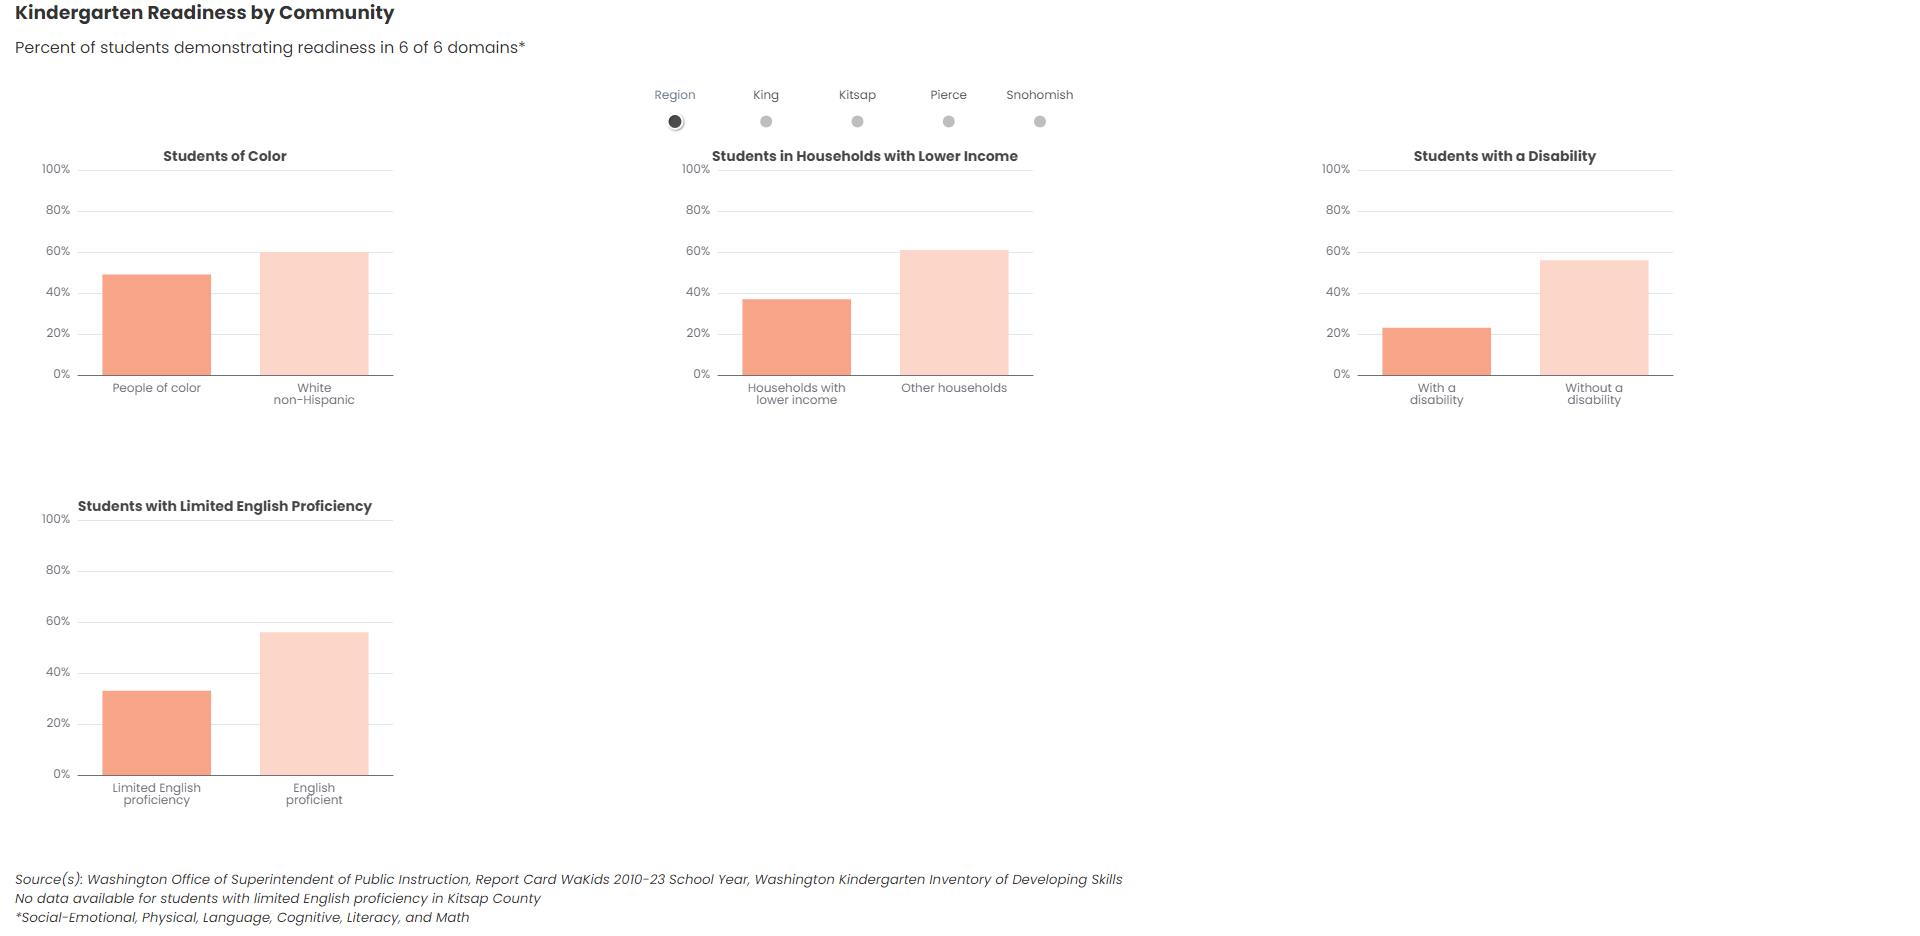 Kindergarten Readiness by Community
Percent of students demonstrating readiness in 6 of 6 domains*
Region King Kitsap Pierce Snohomish
Students of Color
100%
80%
60%
40%
20%
0%
People of color
White
non-Hispanic
Students in Households with Lower Income
100%
80%
60%
40%
20%
0%
Households with
lower income
Other households
Students with a Disability
100%
80%
60%
40%
20%
0%
With a
disability
Without a
disability
Students with Limited English Proficiency
100%
80%
60%
40%
20%
0%
Limited English
proficiency
English
proficient
Source(s): Washington Office of Superintendent of Public Instruction, Report Card WaKids 2010-23 School Year, Washington Kindergarten Inventory of Developing Skills
No data available for students with limited English proficiency in Kitsap County
*Social-Emotional, Physical, Language, Cognitive, Literacy, and Math